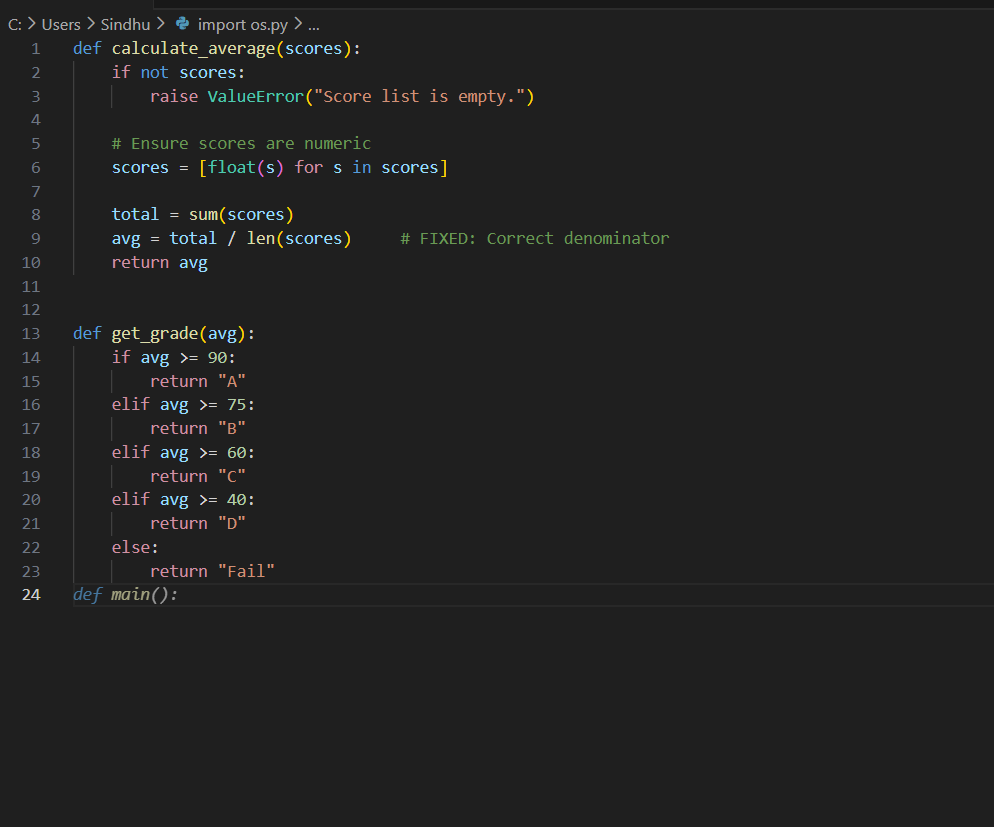 C: > Users > Sindhu > import os.py > ...
1 def calculate_average(scores):
2     if not scores:
3         raise ValueError("Score list is empty.")
4
5     # Ensure scores are numeric
6     scores = [float(s) for s in scores]
7
8     total = sum(scores)
9     avg = total / len(scores)     # FIXED: Correct denominator
10     return avg
11
12
13 def get_grade(avg):
14     if avg >= 90:
15         return "A"
16     elif avg >= 75:
17         return "B"
18     elif avg >= 60:
19         return "C"
20     elif avg >= 40:
21         return "D"
22     else:
23         return "Fail"
24 def main():